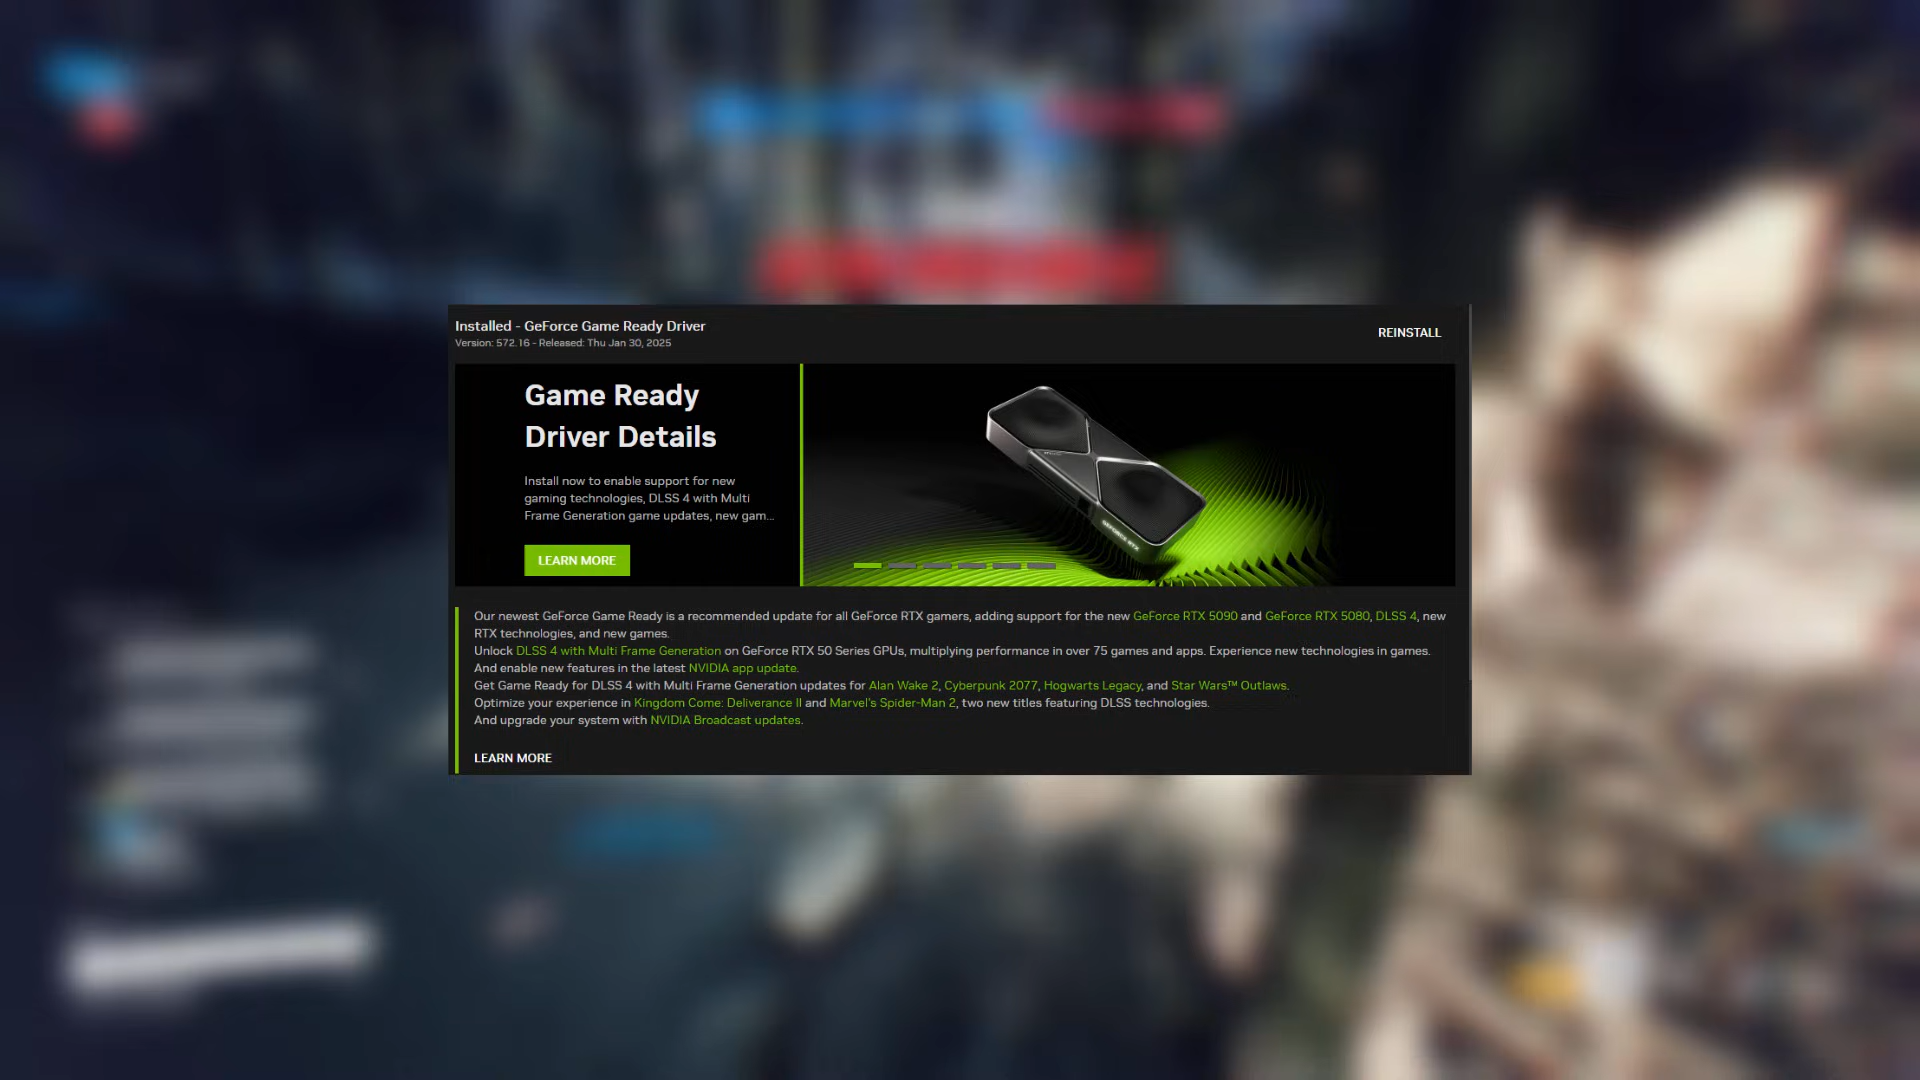 Installed - GeForce Game Ready Driver
Version: 572.16 - Released: Thu Jan 30, 2025
REINSTALL
Game Ready
Driver Details
Install now to enable support for new
gaming technologies, DLSS 4 with Multi
Frame Generation game updates, new gam...
LEARN MORE
GEFORCE RTX
Our newest GeForce Game Ready is a recommended update for all GeForce RTX gamers, adding support for the new GeForce RTX 5090 and GeForce RTX 5080, DLSS 4, new
RTX technologies, and new games.
Unlock DLSS 4 with Multi Frame Generation on GeForce RTX 50 Series GPUs, multiplying performance in over 75 games and apps. Experience new technologies in games.
And enable new features in the latest NVIDIA app update.
Get Game Ready for DLSS 4 with Multi Frame Generation updates for Alan Wake 2, Cyberpunk 2077, Hogwarts Legacy, and Star Wars™ Outlaws.
Optimize your experience in Kingdom Come: Deliverance II and Marvel's Spider-Man 2, two new titles featuring DLSS technologies.
And upgrade your system with NVIDIA Broadcast updates.
LEARN MORE